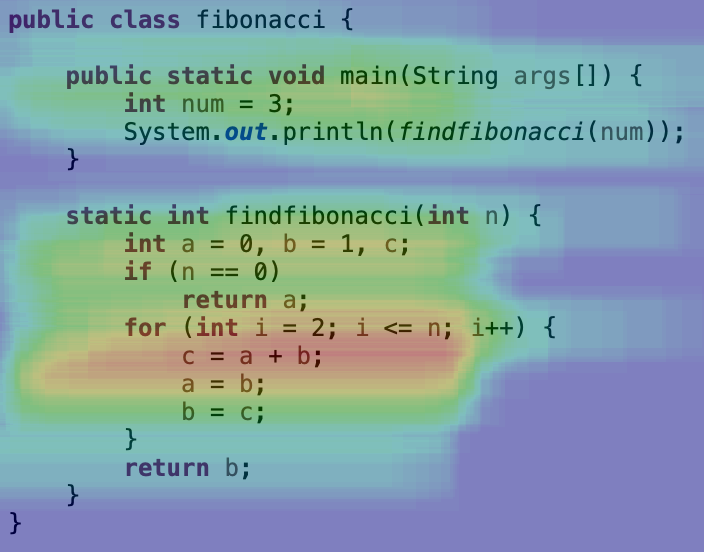 public class fibonacci {
public static void main(String args[]) {
int num = 3;
System.out.println(findfibonacci(num));
}
static int findfibonacci(int n) {
int a = 0, b = 1, c;
if (n == 0)
return a;
for (int i = 2; i <= n; i++) {
c = a + b;
a = b;
b = c;
}
return b;
}
}